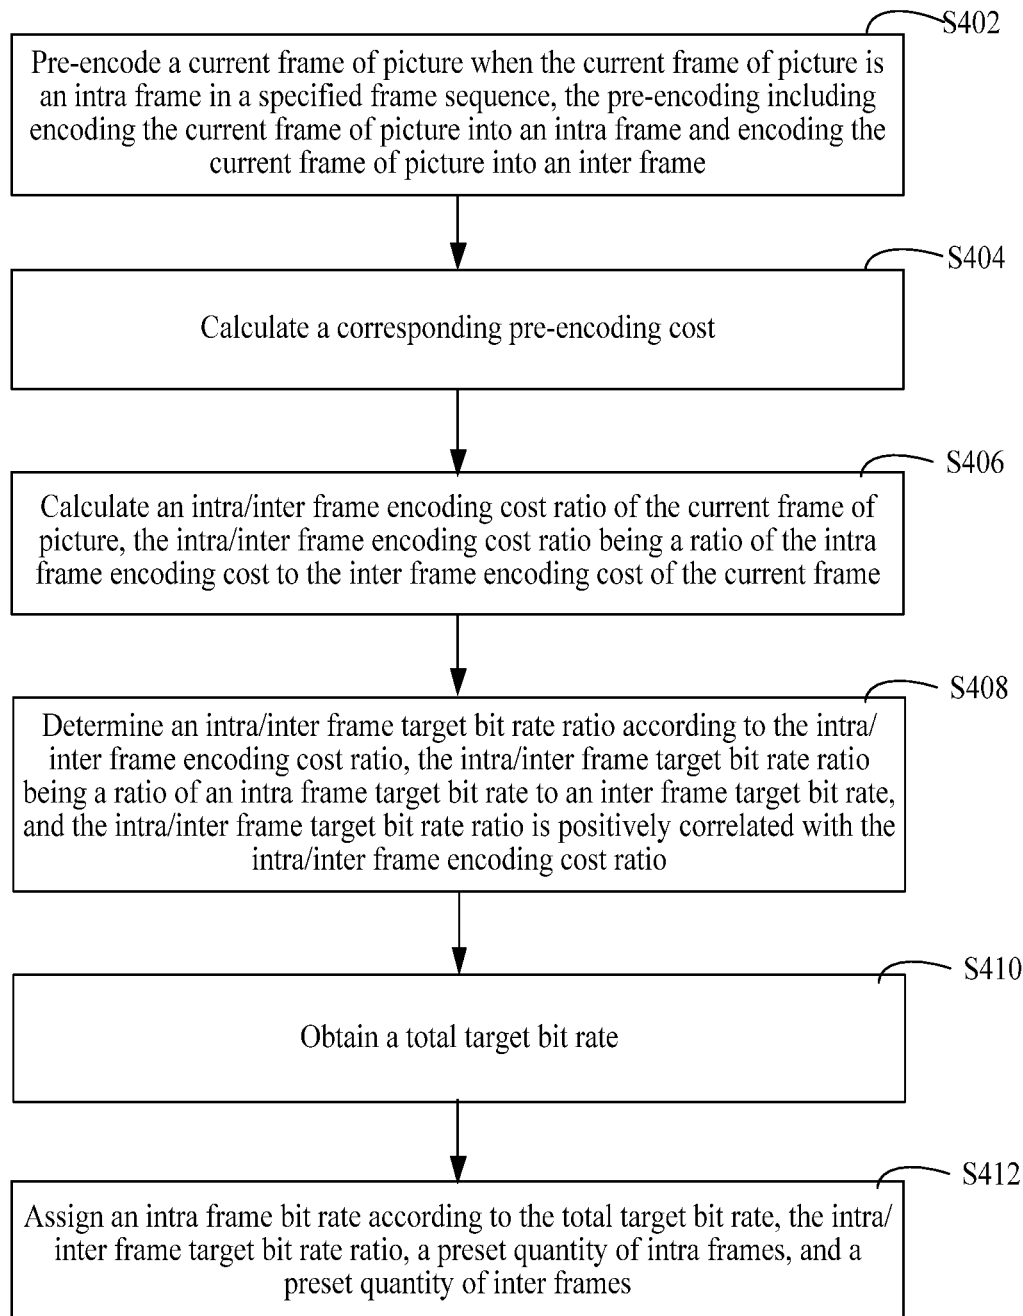 S402
Pre-encode a current frame of picture when the current frame of picture is
an intra frame in a specified frame sequence, the pre-encoding including
encoding the current frame of picture into an intra frame and encoding the
current frame of picture into an inter frame
S404
Calculate a corresponding pre-encoding cost
S406
Calculate an intra/inter frame encoding cost ratio of the current frame of
picture, the intra/inter frame encoding cost ratio being a ratio of the intra
frame encoding cost to the inter frame encoding cost of the current frame
S408
Determine an intra/inter frame target bit rate ratio according to the intra/
inter frame encoding cost ratio, the intra/inter frame target bit rate ratio
being a ratio of an intra frame target bit rate to an inter frame target bit rate,
and the intra/inter frame target bit rate ratio is positively correlated with the
intra/inter frame encoding cost ratio
S410
Obtain a total target bit rate
S412
Assign an intra frame bit rate according to the total target bit rate, the intra/
inter frame target bit rate ratio, a preset quantity of intra frames, and a
preset quantity of inter frames